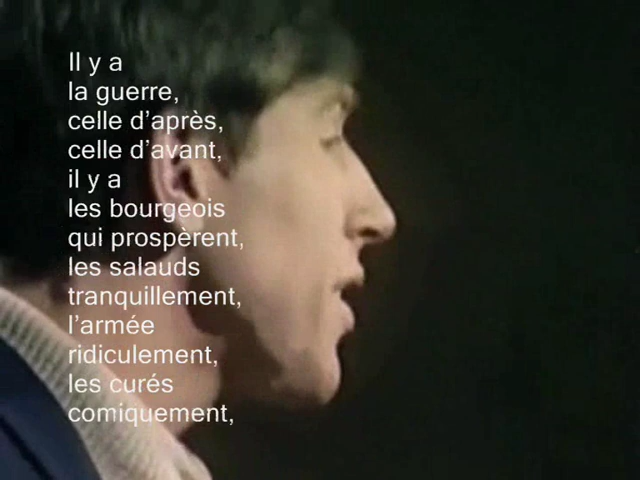 Il y a
la guerre,
celle d’après,
celle d’avant,
il y a
les bourgeois
qui prospèrent,
les salauds
tranquillement,
l’armée
ridiculement,
les curés
comiquement,